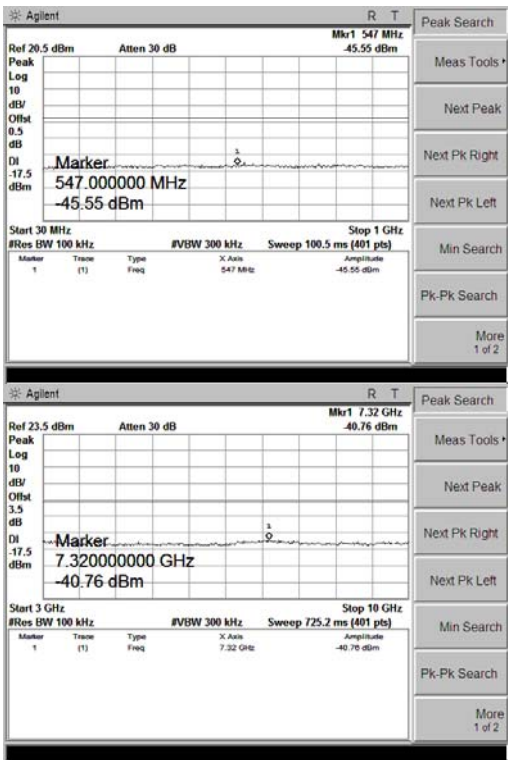 Agilent R T
Peak Search
Mkr1 547 MHz
Ref 20.5 dBm Atten 30 dB -45.55 dBm
Peak
Log
10
dB/
Offst
0.5
dB
DI
-17.5
dBm
1
Marker
547.000000 MHz
-45.55 dBm
Start 30 MHz Stop 1 GHz
#Res BW 100 kHz #VBW 300 kHz Sweep 100.5 ms (401 pts)
Marker Trace Type X Axis Amplitude
1 (1) Freq 547 MHz -45.55 dBm
Meas Tools
Next Peak
Next Pk Right
Next Pk Left
Min Search
Pk-Pk Search
More
1 of 2
Agilent R T
Peak Search
Mkr1 7.32 GHz
Ref 23.5 dBm Atten 30 dB -40.76 dBm
Peak
Log
10
dB/
Offst
3.5
dB
DI
-17.5
dBm
1
Marker
7.320000000 GHz
-40.76 dBm
Start 3 GHz Stop 10 GHz
#Res BW 100 kHz #VBW 300 kHz Sweep 725.2 ms (401 pts)
Marker Trace Type X Axis Amplitude
1 (1) Freq 7.32 GHz -40.76 dBm
Meas Tools
Next Peak
Next Pk Right
Next Pk Left
Min Search
Pk-Pk Search
More
1 of 2